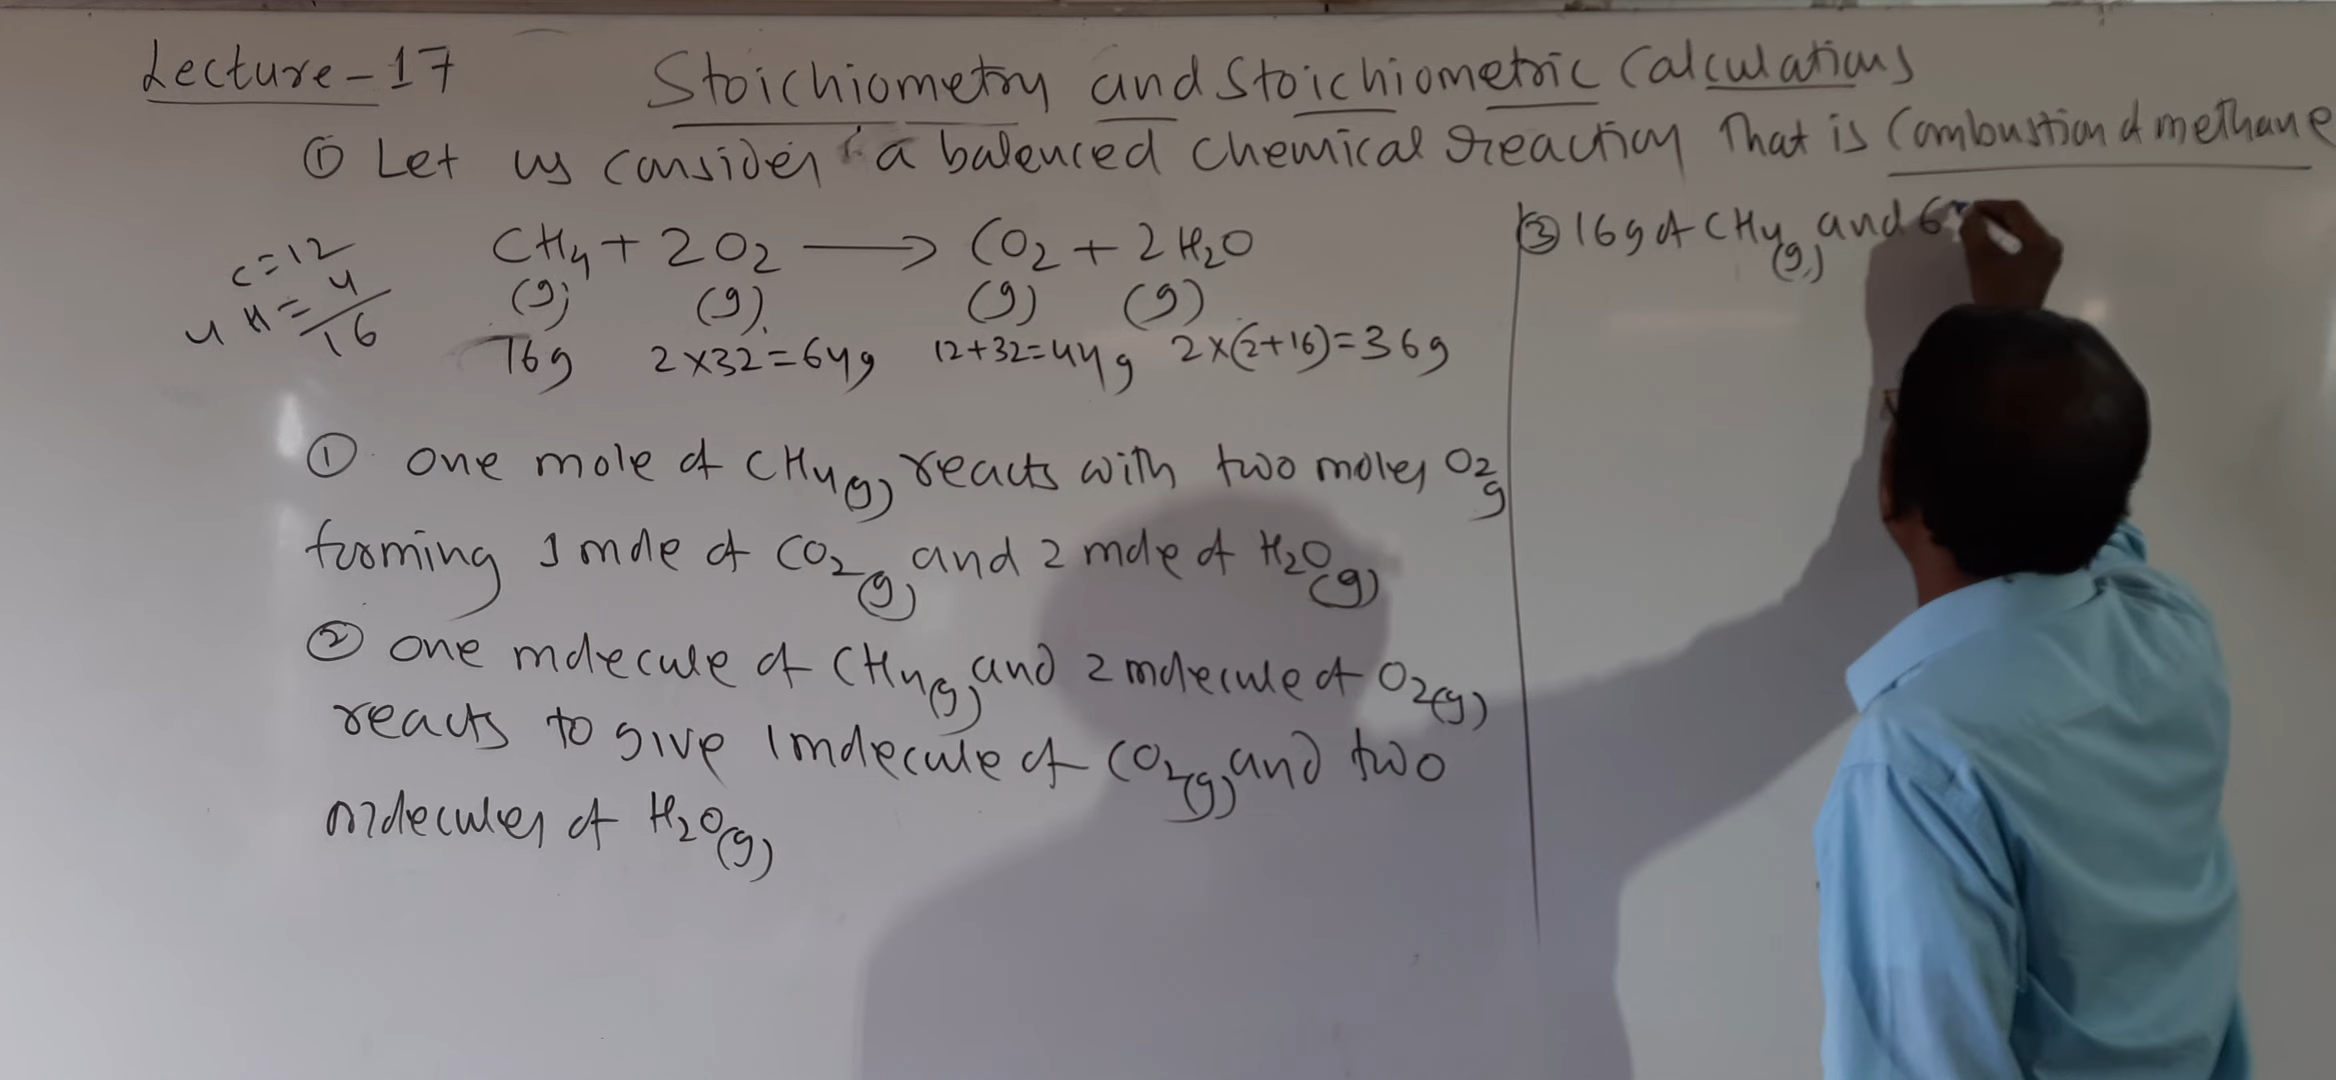 Lecture-17 Stoichiometry and Stoichiometric Calculations
① Let us consider a balenced chemical reaction That is Combustion of methane
C=12
4 H = 4
16
CH4 + 2O2 ⟶ CO2 + 2H2O
(g) (g) (g) (g)
16g 2×32=64g 12+32=44g 2×(2+16)=36g
① one mole of CH4(g) reacts with two moles O2 g
forming 1 mole of CO2(g) and 2 mole of H2O(g)
② one molecule of CH4(g) and 2 molecule of O2(g)
reacts to give 1 molecule of CO2(g) and two
molecules of H2O(g)
③ 16g of CH4(g) and 6